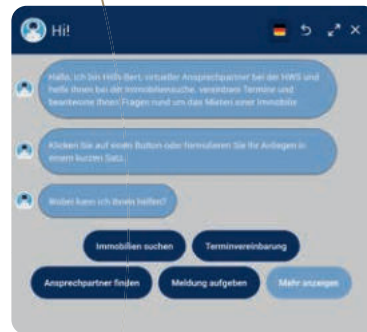 Hi!
Hallo, ich bin Hilfs-Bert, virtueller Ansprechpartner bei der HWS und
helfe Ihnen bei der Immobiliensuche, vereinbare Termine und
beantworte Ihnen Fragen rund um das Mieten einer Immobilie.
Klicken Sie auf einen Button oder formulieren Sie Ihr Anliegen in
einem kurzen Satz.
Wobei kann ich Ihnen helfen?
Immobilien suchen
Terminvereinbarung
Ansprechpartner finden
Meldung aufgeben
Mehr anzeigen